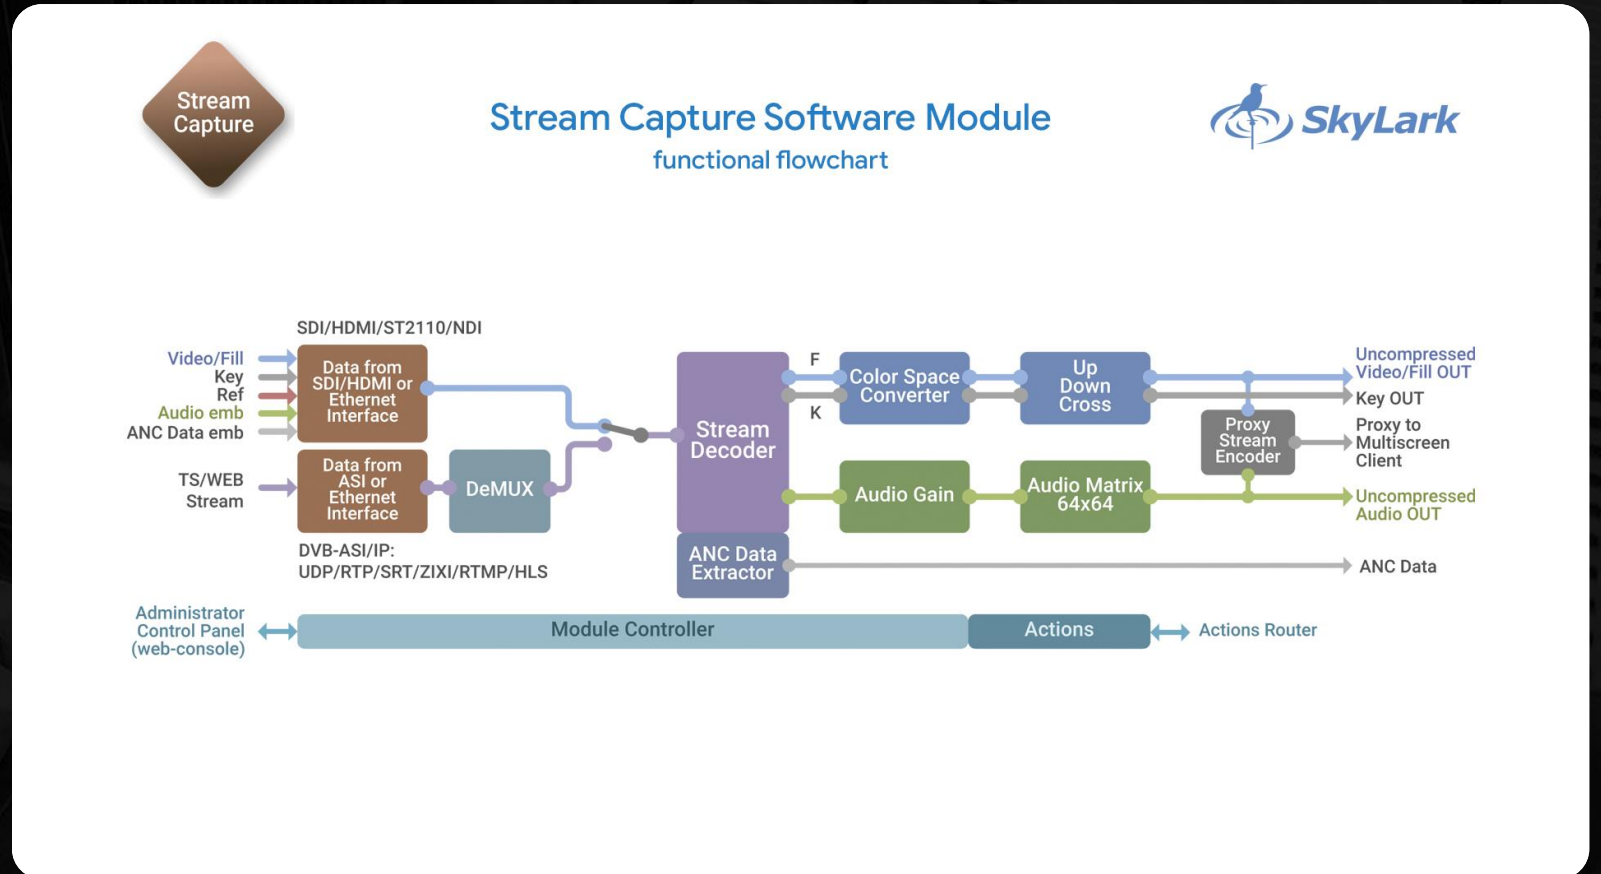 Stream
Capture
Stream Capture Software Module
functional flowchart
SkyLark
SDI/HDMI/ST2110/NDI
Video/Fill
Key
Ref
Audio emb
ANC Data emb
Data from
SDI/HDMI or
Ethernet
Interface
TS/WEB
Stream
Data from
ASI or
Ethernet
Interface
DeMUX
DVB-ASI/IP:
UDP/RTP/SRT/ZIXI/RTMP/HLS
Stream
Decoder
ANC Data
Extractor
F
K
Color Space
Converter
Up
Down
Cross
Audio Gain
Audio Matrix
64x64
Proxy
Stream
Encoder
Uncompressed
Video/Fill OUT
Key OUT
Proxy to
Multiscreen
Client
Uncompressed
Audio OUT
ANC Data
Administrator
Control Panel
(web-console)
Module Controller
Actions
Actions Router